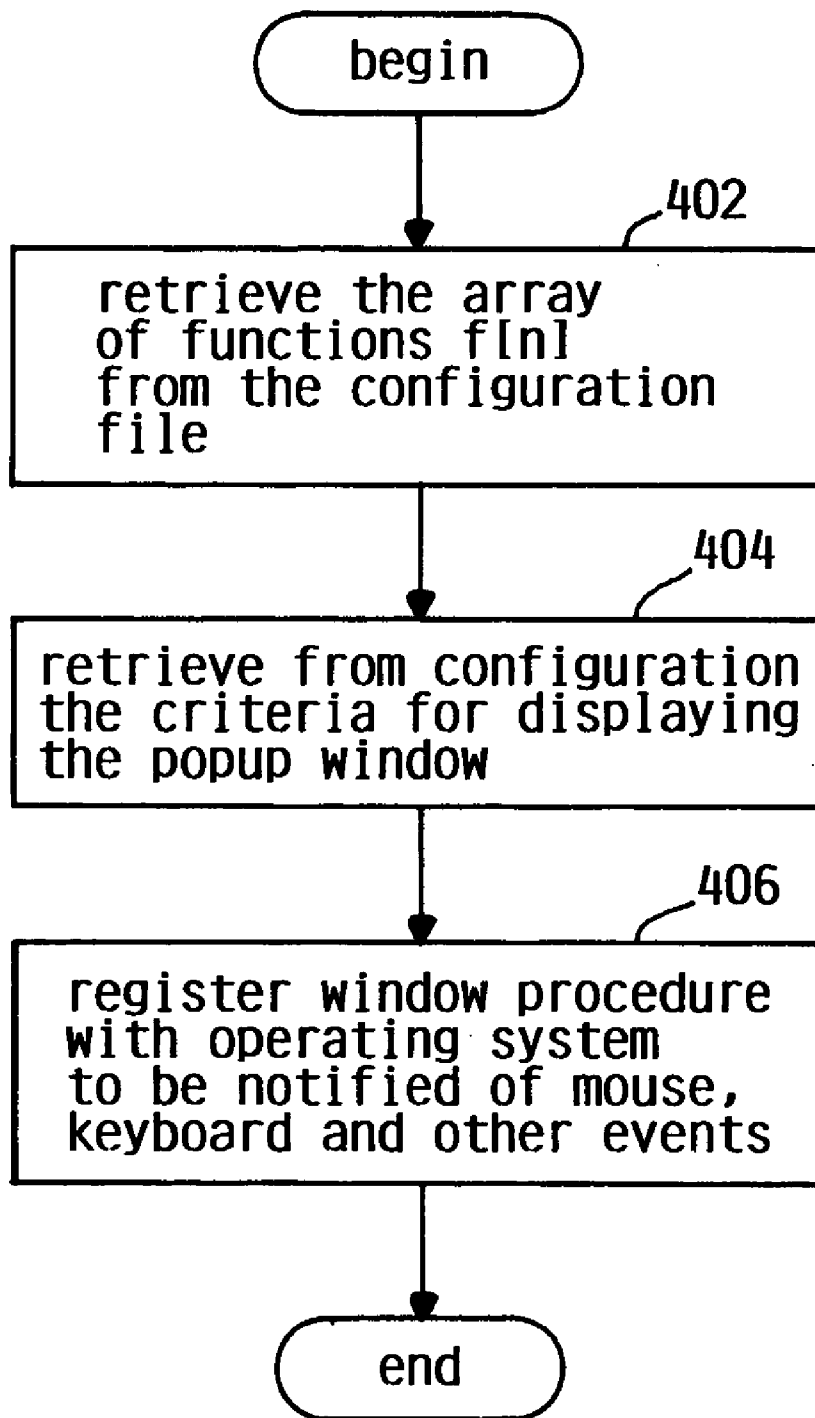 begin
402
retrieve the array
of functions f[n]
from the configuration
file
404
retrieve from configuration
the criteria for displaying
the popup window
406
register window procedure
with operating system
to be notified of mouse,
keyboard and other events
end